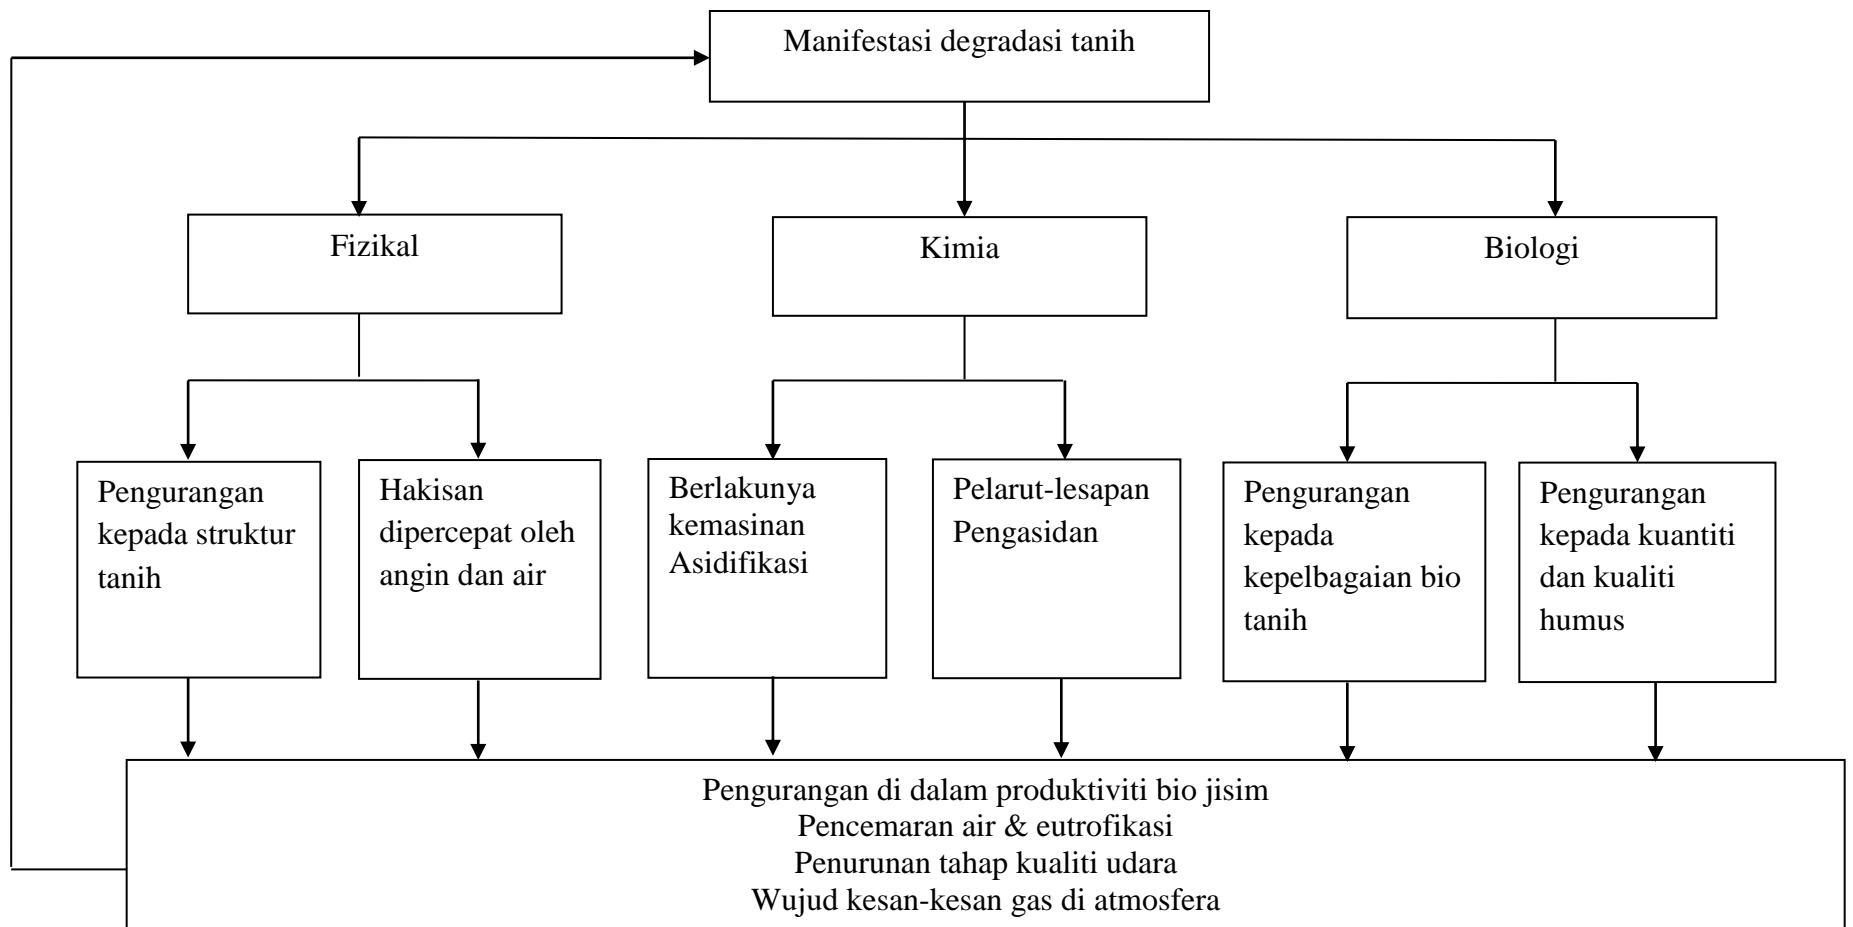 Manifestasi degradasi tanih
Fizikal
Kimia
Biologi
Pengurangan
kepada struktur
tanih
Hakisan
dipercepat oleh
angin dan air
Berlakunya
kemasinan
Asidifikasi
Pelarut-lesapan
Pengasidan
Pengurangan
kepada
kepelbagaian bio
tanih
Pengurangan
kepada kuantiti
dan kualiti
humus
Pengurangan di dalam produktiviti bio jisim
Pencemaran air & eutrofikasi
Penurunan tahap kualiti udara
Wujud kesan-kesan gas di atmosfera